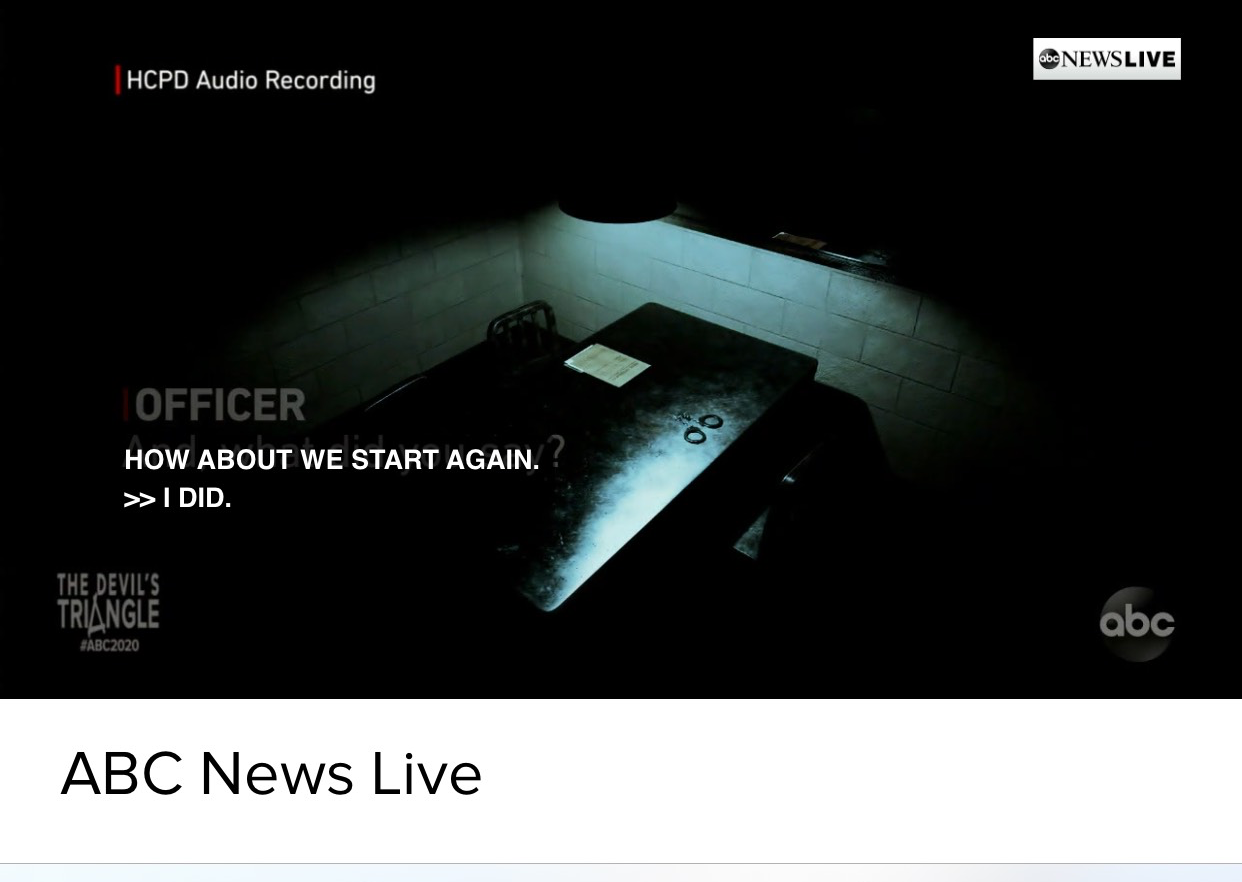 HCPD Audio Recording
abc NEWS LIVE
OFFICER
And what did you say?
HOW ABOUT WE START AGAIN.
>> I DID.
THE DEVIL'S
TRIANGLE
#ABC2020
abc
ABC News Live